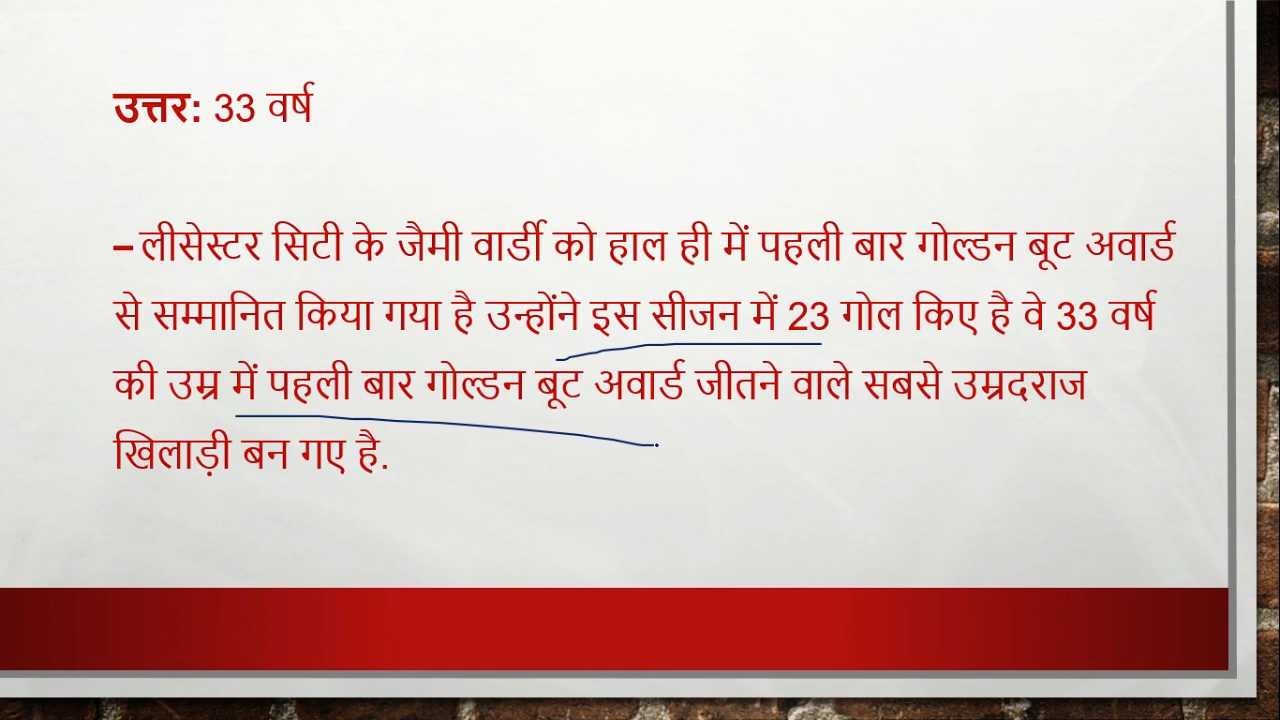 उत्तर: 33 वर्ष
– लीसेस्टर सिटी के जैमी वार्डी को हाल ही में पहली बार गोल्डन बूट अवार्ड
से सम्मानित किया गया है उन्होंने इस सीजन में 23 गोल किए है वे 33 वर्ष
की उम्र में पहली बार गोल्डन बूट अवार्ड जीतने वाले सबसे उम्रदराज
खिलाड़ी बन गए है.